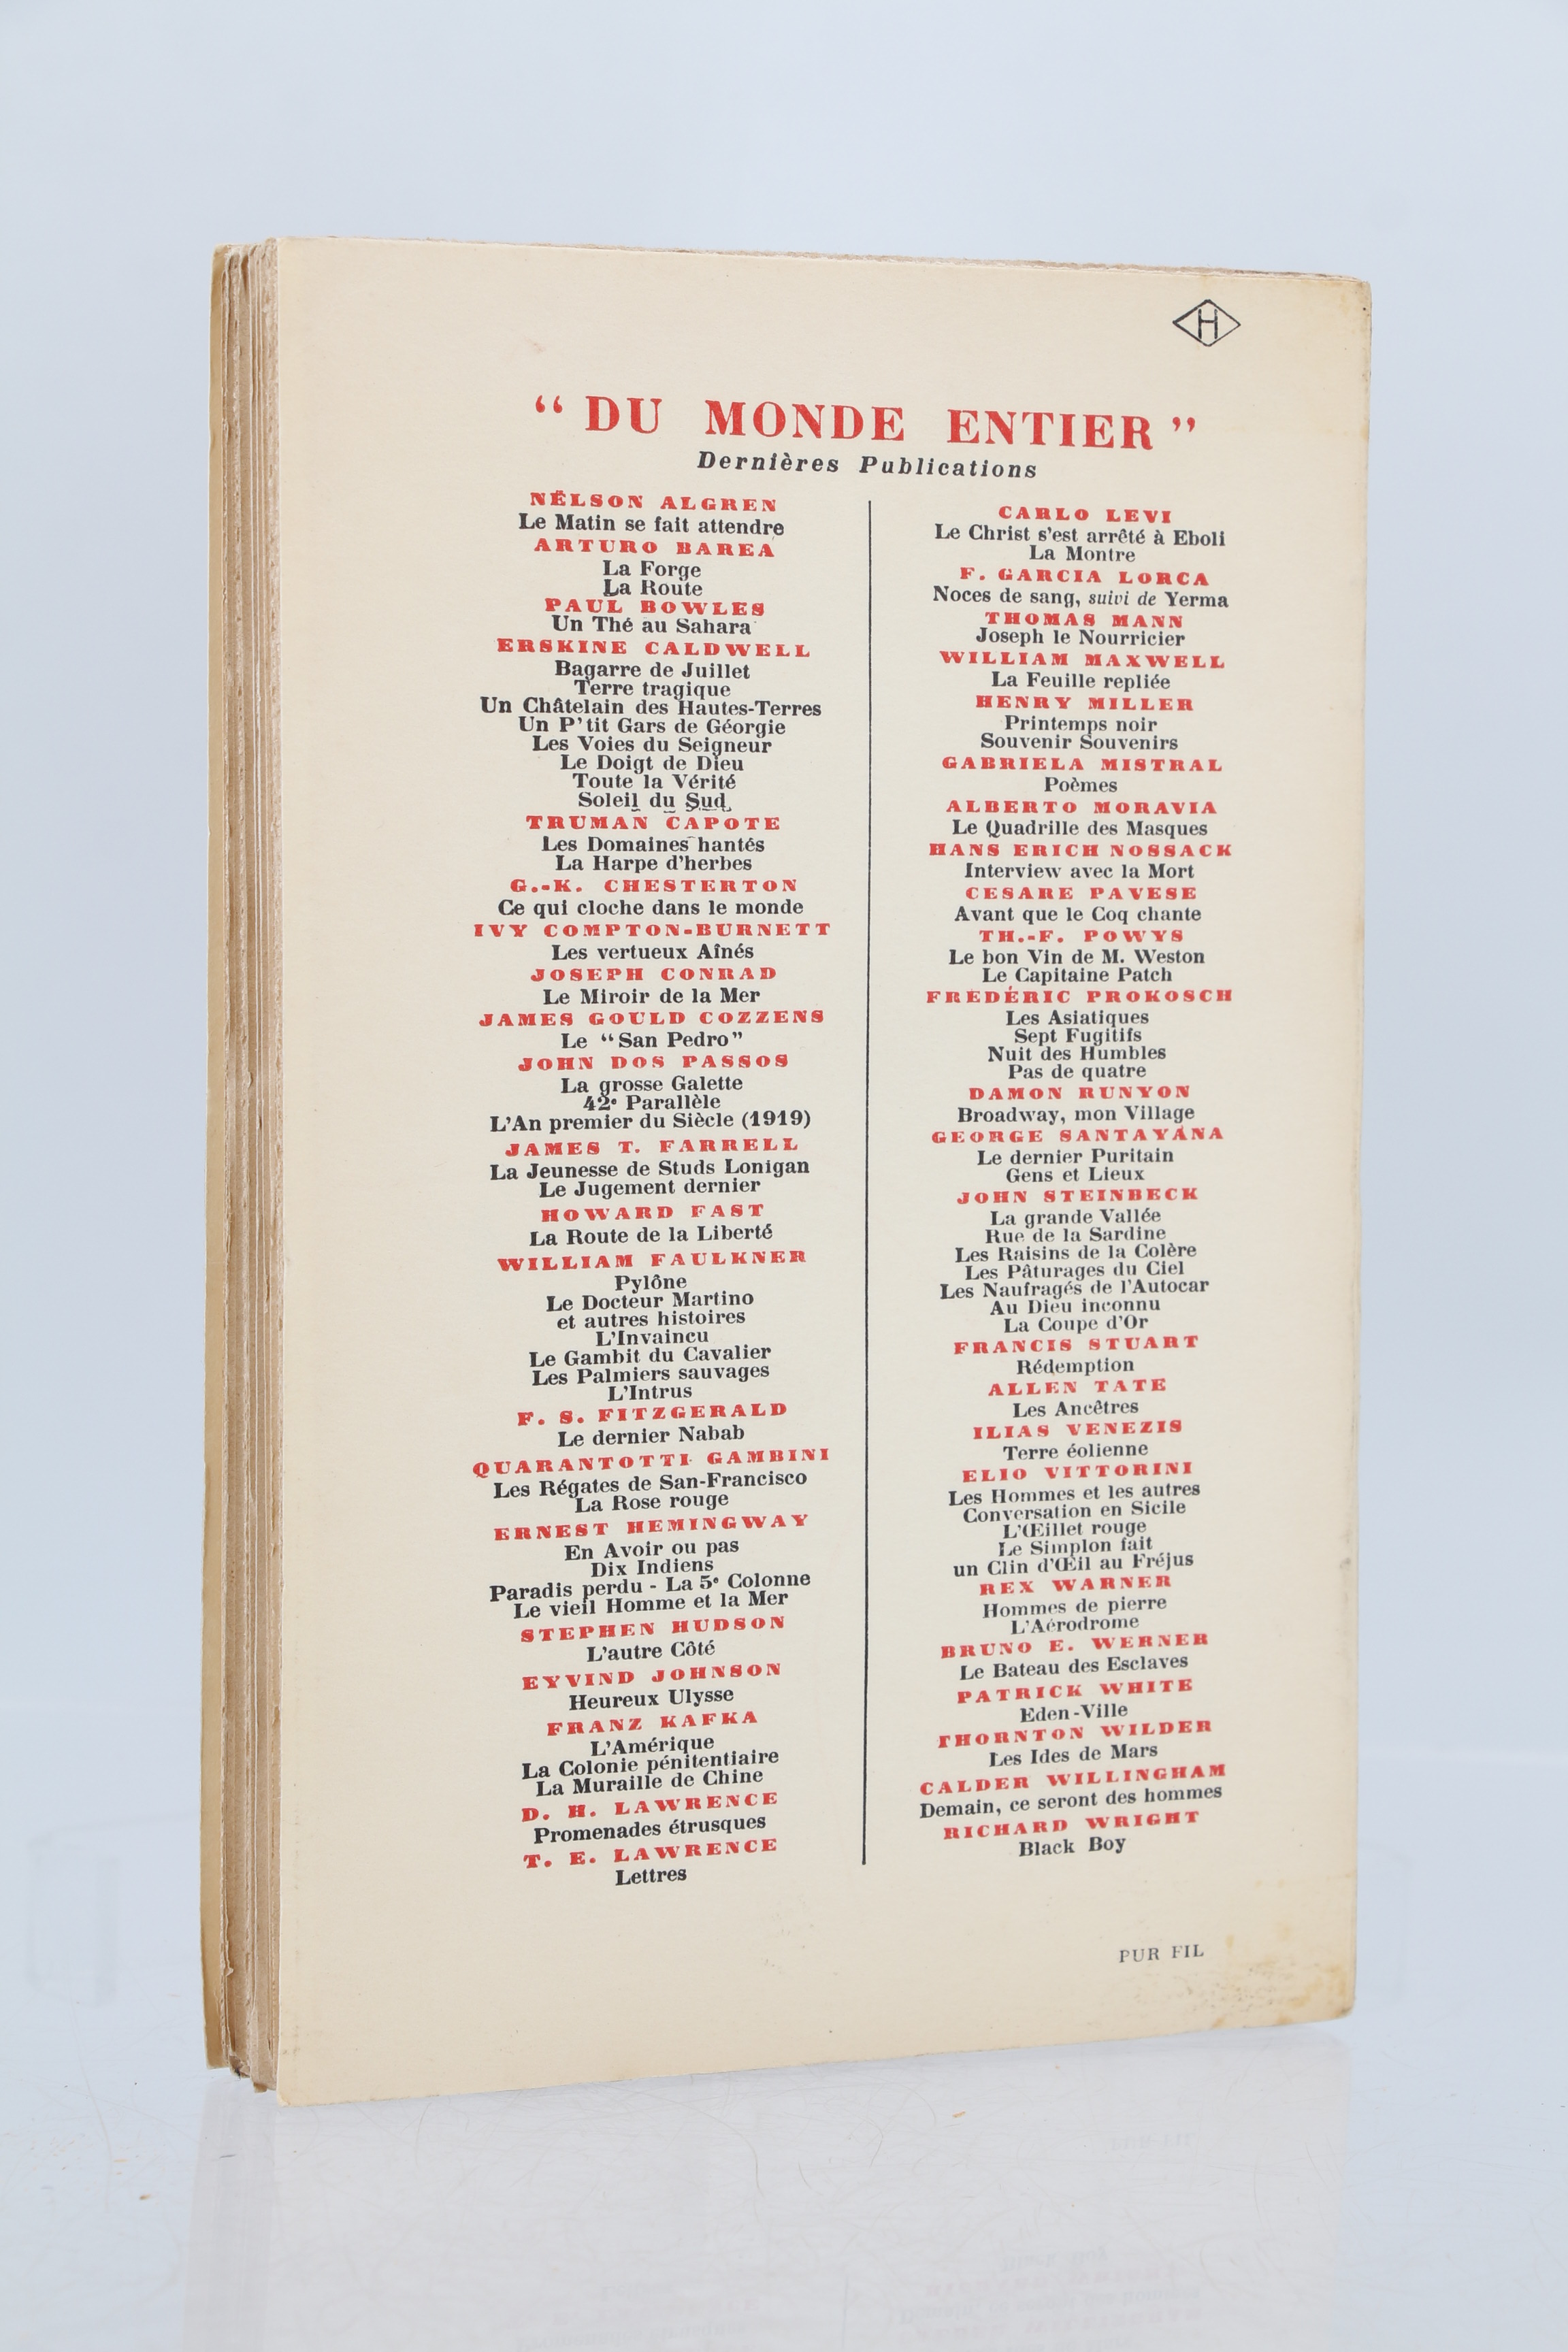 H
“ DU MONDE ENTIER ”
Dernières Publications
NELSON ALGREN
Le Matin se fait attendre
ARTURO BAREA
La Forge
La Route
PAUL BOWLES
Un Thé au Sahara
ERSKINE CALDWELL
Bagarre de Juillet
Terre tragique
Un Châtelain des Hautes-Terres
Un P'tit Gars de Géorgie
Les Voies du Seigneur
Le Doigt de Dieu
Toute la Vérité
Soleil du Sud
TRUMAN CAPOTE
Les Domaines hantés
La Harpe d'herbes
G.-K. CHESTERTON
Ce qui cloche dans le monde
IVY COMPTON-BURNETT
Les vertueux Aînés
JOSEPH CONRAD
Le Miroir de la Mer
JAMES GOULD COZZENS
Le “San Pedro”
JOHN DOS PASSOS
La grosse Galette
42e Parallèle
L'An premier du Siècle (1919)
JAMES T. FARRELL
La Jeunesse de Studs Lonigan
Le Jugement dernier
HOWARD FAST
La Route de la Liberté
WILLIAM FAULKNER
Pylône
Le Docteur Martino
et autres histoires
L'Invaincu
Le Gambit du Cavalier
Les Palmiers sauvages
L'Intrus
F. S. FITZGERALD
Le dernier Nabab
QUARANTOTTI GAMBINI
Les Régates de San-Francisco
La Rose rouge
ERNEST HEMINGWAY
En Avoir ou pas
Dix Indiens
Paradis perdu - La 5e Colonne
Le vieil Homme et la Mer
STEPHEN HUDSON
L'autre Côté
EYVIND JOHNSON
Heureux Ulysse
FRANZ KAFKA
L'Amérique
La Colonie pénitentiaire
La Muraille de Chine
D. H. LAWRENCE
Promenades étrusques
T. E. LAWRENCE
Lettres
CARLO LEVI
Le Christ s'est arrêté à Eboli
La Montre
F. GARCIA LORCA
Noces de sang, suivi de Yerma
THOMAS MANN
Joseph le Nourricier
WILLIAM MAXWELL
La Feuille repliée
HENRY MILLER
Printemps noir
Souvenir Souvenirs
GABRIELA MISTRAL
Poèmes
ALBERTO MORAVIA
Le Quadrille des Masques
HANS ERICH NOSSACK
Interview avec la Mort
CESARE PAVESE
Avant que le Coq chante
TH.-F. POWYS
Le bon Vin de M. Weston
Le Capitaine Patch
FRÉDÉRIC PROKOSCH
Les Asiatiques
Sept Fugitifs
Nuit des Humbles
Pas de quatre
DAMON RUNYON
Broadway, mon Village
GEORGE SANTAYANA
Le dernier Puritain
Gens et Lieux
JOHN STEINBECK
La grande Vallée
Rue de la Sardine
Les Raisins de la Colère
Les Pâturages du Ciel
Les Naufragés de l'Autocar
Au Dieu inconnu
La Coupe d'Or
FRANCIS STUART
Rédemption
ALLEN TATE
Les Ancêtres
ILIAS VENEZIS
Terre éolienne
ELIO VITTORINI
Les Hommes et les autres
Conversation en Sicile
L'Œillet rouge
Le Simplon fait
un Clin d'Œil au Fréjus
REX WARNER
Hommes de pierre
L'Aérodrome
BRUNO E. WERNER
Le Bateau des Esclaves
PATRICK WHITE
Eden-Ville
THORNTON WILDER
Les Ides de Mars
CALDER WILLINGHAM
Demain, ce seront des hommes
RICHARD WRIGHT
Black Boy
PUR FIL